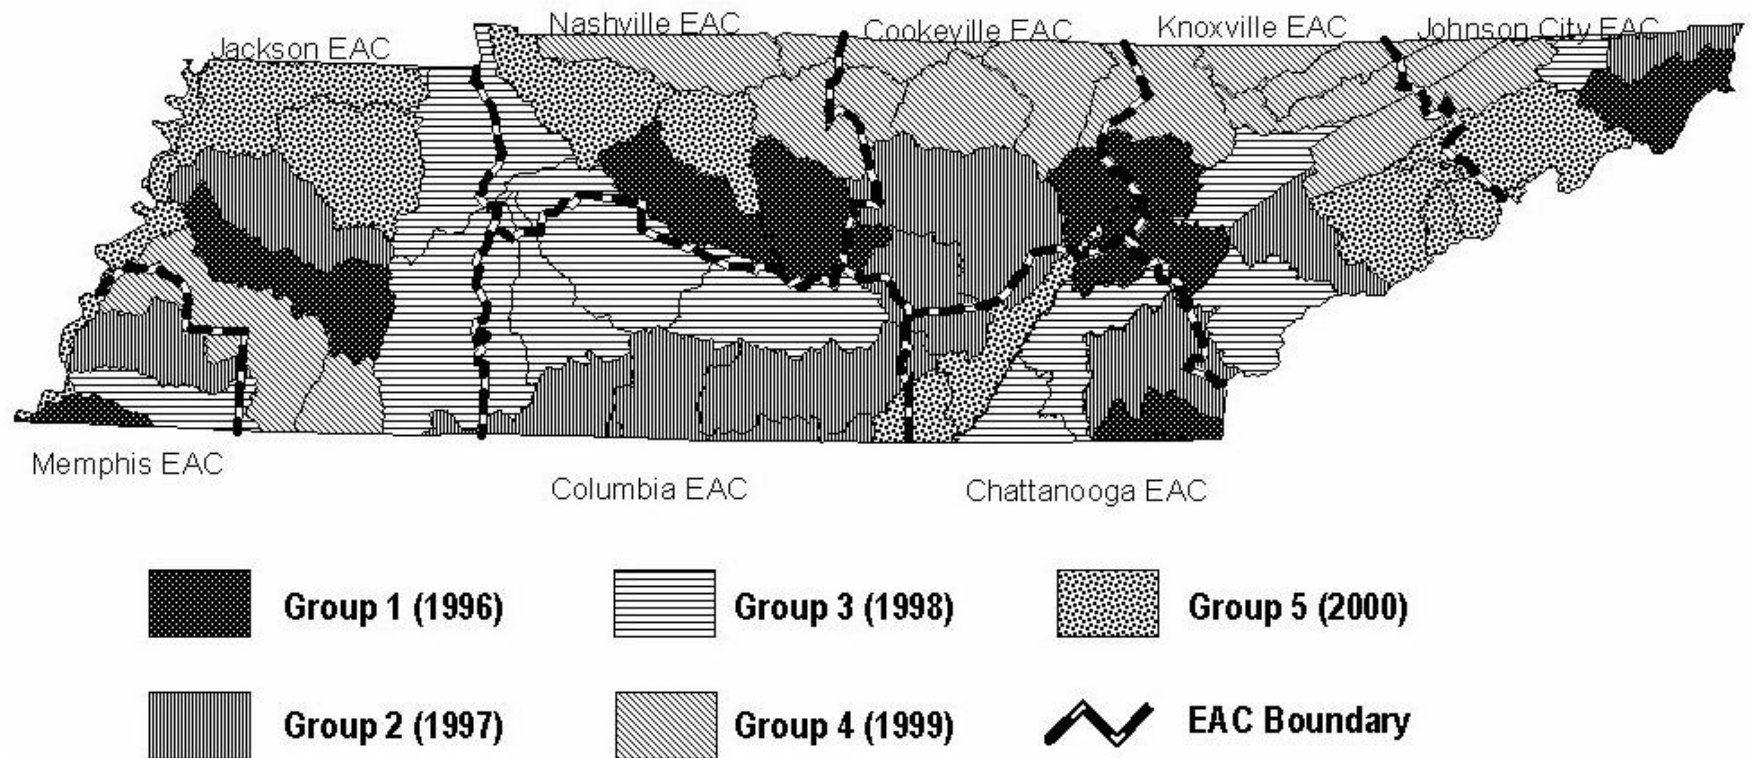 Nashville EAC
Cookeville EAC
Knoxville EAC
Johnson City EAC
Jackson EAC
Memphis EAC
Columbia EAC
Chattanooga EAC
Group 1 (1996)
Group 3 (1998)
Group 5 (2000)
Group 2 (1997)
Group 4 (1999)
EAC Boundary